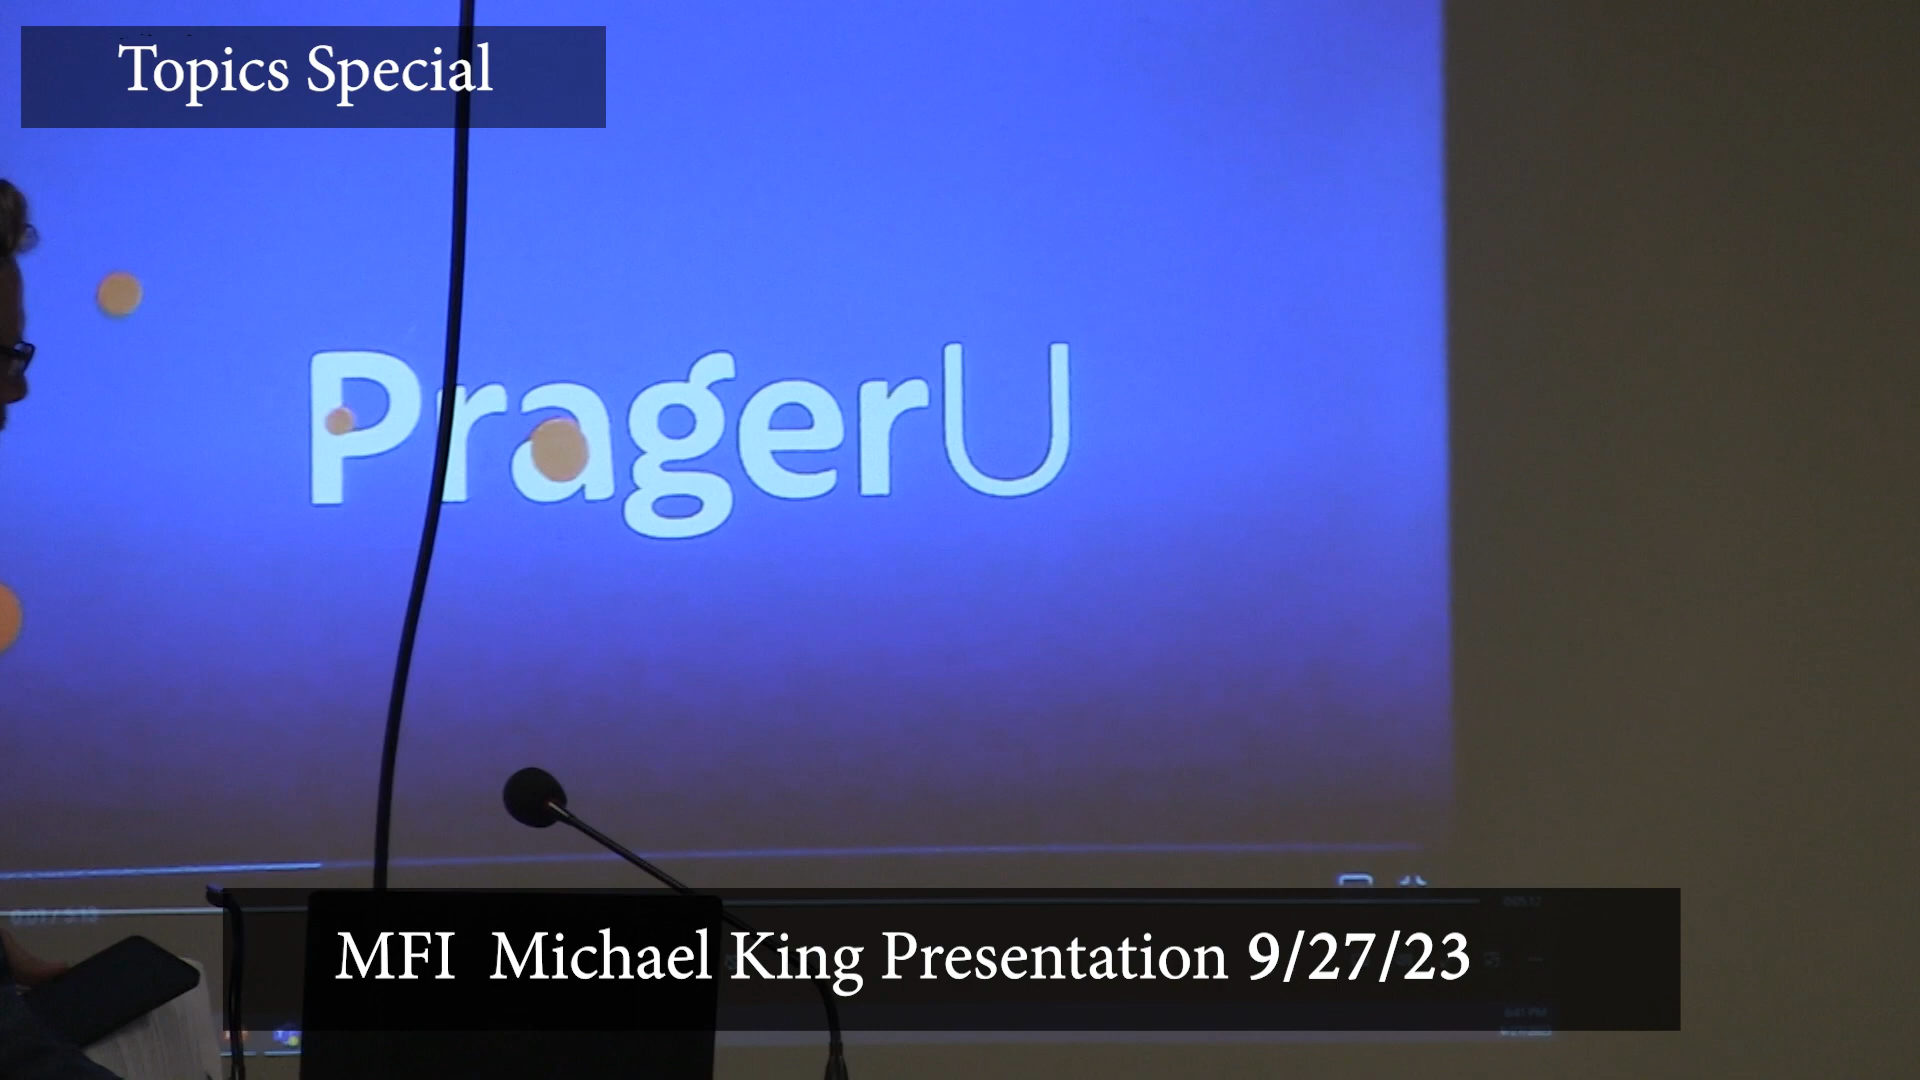 Topics Special
PragerU
MFI Michael King Presentation 9/27/23